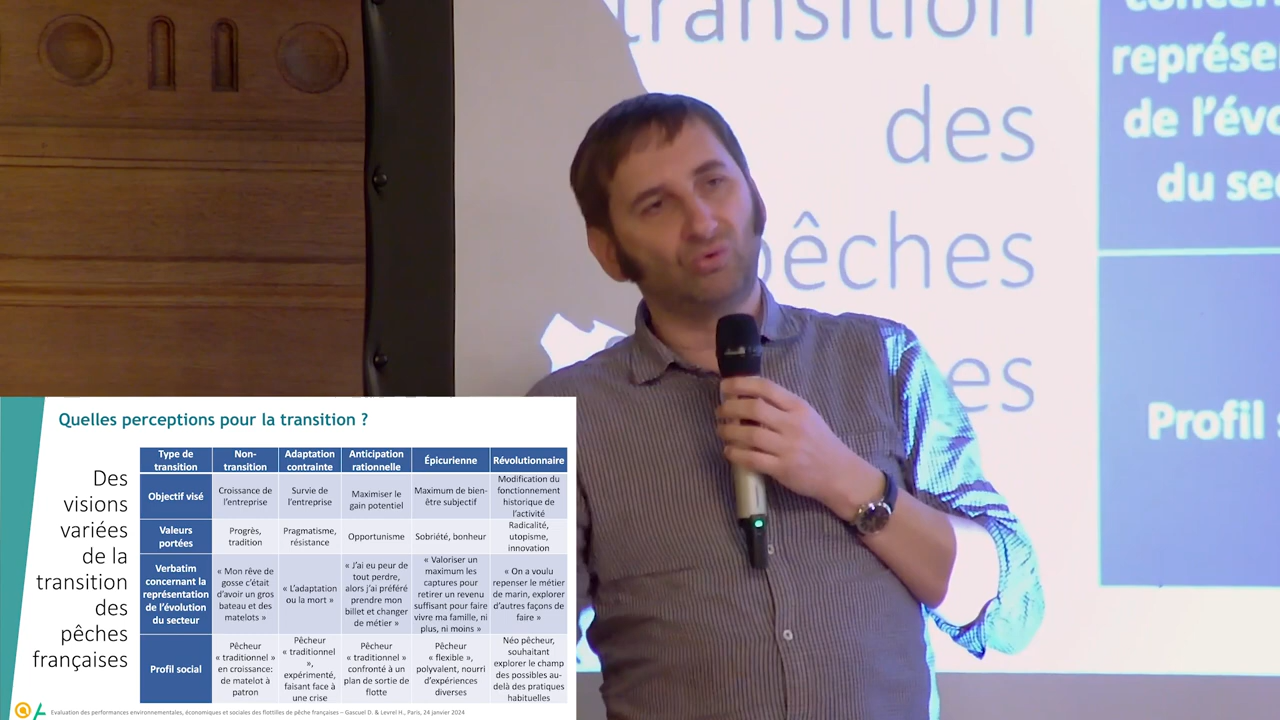 transition
des
pêches
es
représe
de l'évo
du se
Profil
Quelles perceptions pour la transition ?
Des
visions
variées
de la
transition
des
pêches
françaises
Type de
transition
Non-
transition
Adaptation
contrainte
Anticipation
rationnelle
Épicurienne
Révolutionnaire
Objectif visé
Croissance de
l'entreprise
Survie de
l'entreprise
Maximiser le
gain potentiel
Maximum de bien-
être subjectif
Modification du
fonctionnement
historique de
l'activité
Valeurs
portées
Progrès,
tradition
Pragmatisme,
résistance
Opportunisme
Sobriété, bonheur
Radicalité,
utopisme,
innovation
Verbatim
concernant la
représentation
de l'évolution
du secteur
« Mon rêve de
gosse c'était
d'avoir un gros
bateau et des
matelots »
« L'adaptation
ou la mort »
« J'ai eu peur de
tout perdre,
alors j'ai préféré
prendre mon
billet et changer
de métier »
« Valoriser un
maximum les
captures pour
retirer un revenu
suffisant pour faire
vivre ma famille, ni
plus, ni moins »
« On a voulu
repenser le métier
de marin, explorer
d'autres façons de
faire »
Profil social
Pêcheur
« traditionnel »
en croissance:
de matelot à
patron
Pêcheur
« traditionnel
»,
expérimenté,
faisant face à
une crise
Pêcheur
« traditionnel »
confronté à un
plan de sortie de
flotte
Pêcheur
« flexible »,
polyvalent, nourri
d'expériences
diverses
Néo pêcheur,
souhaitant
explorer le champ
des possibles au-
delà des pratiques
habituelles
Evaluation des performances environnementales, économiques et sociales des flottilles de pêche françaises – Gascuel D. & Levrel H., Paris, 24 janvier 2024